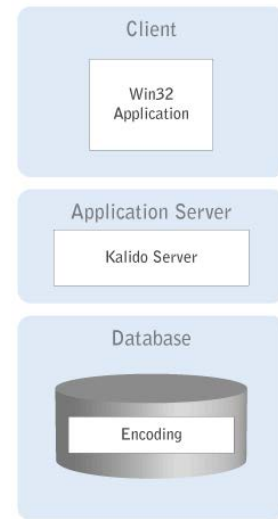 Client
Win32
Application
Application Server
Kalido Server
Database
Encoding